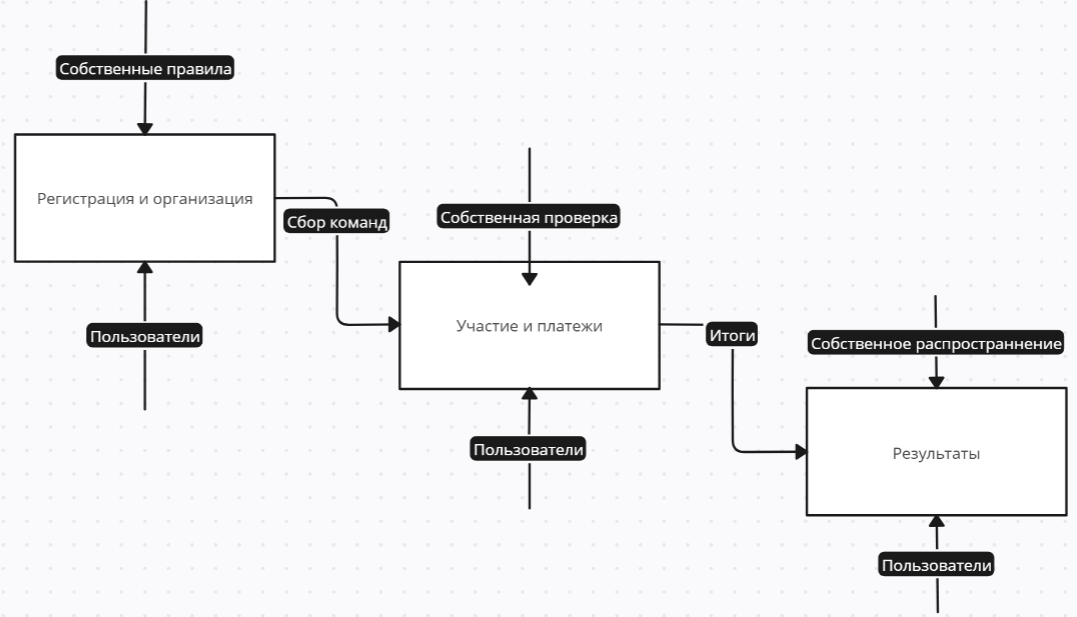 Собственные правила
Регистрация и организация
Сбор команд
Собственная проверка
Пользователи
Участие и платежи
Итоги
Собственное распространнение
Пользователи
Результаты
Пользователи